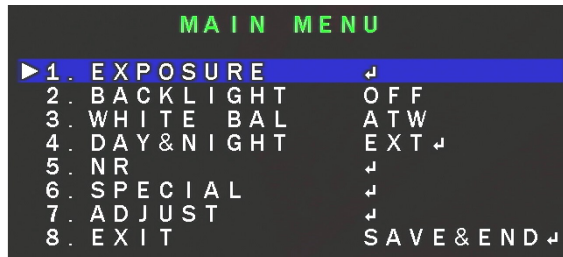 MAIN MENU
►1. EXPOSURE ↲
2. BACKLIGHT OFF
3. WHITE BAL ATW
4. DAY&NIGHT EXT↲
5. NR ↲
6. SPECIAL ↲
7. ADJUST ↲
8. EXIT SAVE&END↲